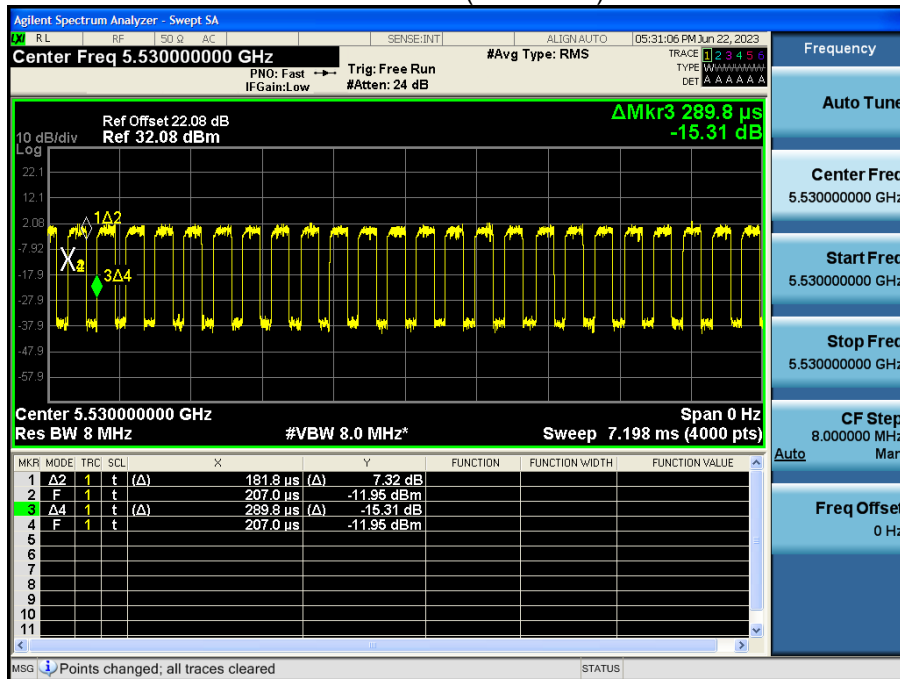 Agilent Spectrum Analyzer - Swept SA
LXI RL RF 50 Ω AC SENSE:INT ALIGN AUTO 05:31:06 PM Jun 22, 2023
Center Freq 5.530000000 GHz
PNO: Fast
IFGain:Low
Trig: Free Run
#Atten: 24 dB
#Avg Type: RMS
TRACE 1 2 3 4 5 6
TYPE WWWWWW
DET A A A A A A
ΔMkr3 289.8 µs
-15.31 dB
Ref Offset 22.08 dB
10 dB/div Ref 32.08 dBm
Log
22.1
12.1
2.08
-7.92
-17.9
-27.9
-37.9
-47.9
-57.9
1Δ2
3Δ4
Center 5.530000000 GHz Span 0 Hz
Res BW 8 MHz #VBW 8.0 MHz* Sweep 7.198 ms (4000 pts)
MKR MODE TRC SCL X Y FUNCTION FUNCTION WIDTH FUNCTION VALUE
1 Δ2 1 t (Δ) 181.8 µs (Δ) 7.32 dB
2 F 1 t 207.0 µs -11.95 dBm
3 Δ4 1 t (Δ) 289.8 µs (Δ) -15.31 dB
4 F 1 t 207.0 µs -11.95 dBm
5
6
7
8
9
10
11
MSG Points changed; all traces cleared STATUS
Frequency
Auto Tune
Center Freq
5.530000000 GHz
Start Freq
5.530000000 GHz
Stop Freq
5.530000000 GHz
CF Step
8.000000 MHz
Auto Man
Freq Offset
0 Hz